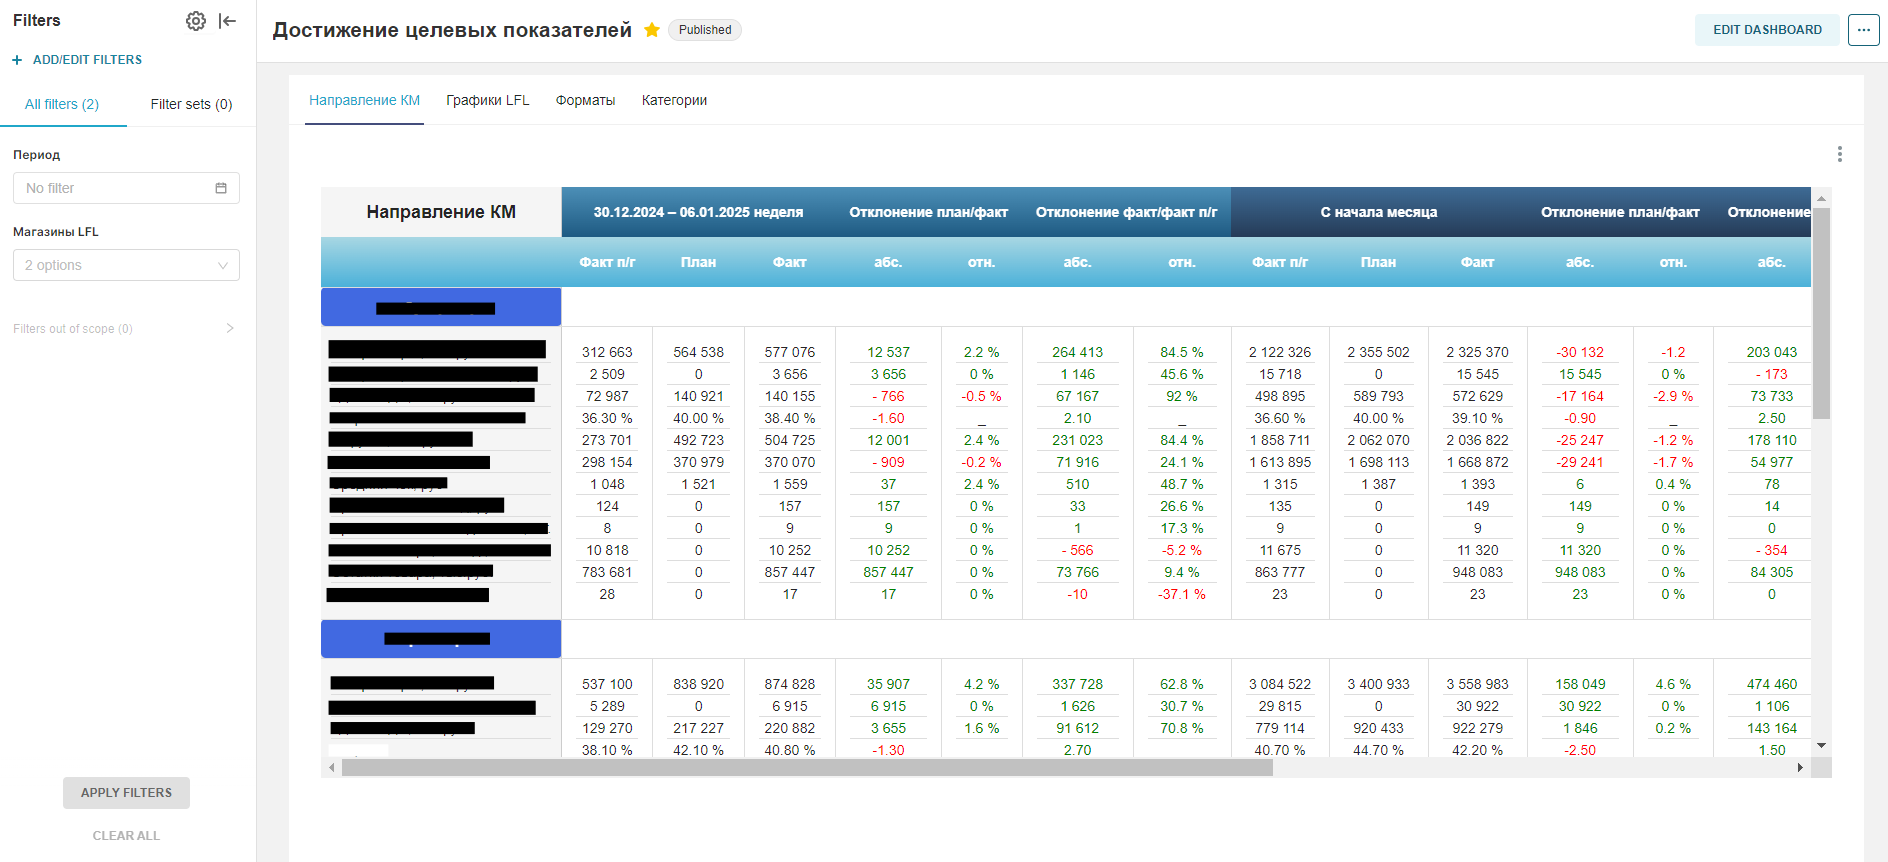 Filters
ADD/EDIT FILTERS
All filters (2) Filter sets (0)
Период
No filter
Магазины LFL
2 options
Filters out of scope (0)
APPLY FILTERS
CLEAR ALL
Достижение целевых показателей Published EDIT DASHBOARD ...
Направление КМ Графики LFL Форматы Категории
Направление КМ 30.12.2024 – 06.01.2025 неделя Отклонение план/факт Отклонение факт/факт п/г С начала месяца Отклонение план/факт Отклонение
Факт п/г План Факт абс. отн. абс. отн. Факт п/г План Факт абс. отн. абс.
312 663 564 538 577 076 12 537 2.2 % 264 413 84.5 % 2 122 326 2 355 502 2 325 370 -30 132 -1.2 203 043
2 509 0 3 656 3 656 0 % 1 146 45.6 % 15 718 0 15 545 15 545 0 % - 173
72 987 140 921 140 155 - 766 -0.5 % 67 167 92 % 498 895 589 793 572 629 -17 164 -2.9 % 73 733
36.30 % 40.00 % 38.40 % -1.60 _ 2.10 _ 36.60 % 40.00 % 39.10 % -0.90 _ 2.50
273 701 492 723 504 725 12 001 2.4 % 231 023 84.4 % 1 858 711 2 062 070 2 036 822 -25 247 -1.2 % 178 110
298 154 370 979 370 070 - 909 -0.2 % 71 916 24.1 % 1 613 895 1 698 113 1 668 872 -29 241 -1.7 % 54 977
1 048 1 521 1 559 37 2.4 % 510 48.7 % 1 315 1 387 1 393 6 0.4 % 78
124 0 157 157 0 % 33 26.6 % 135 0 149 149 0 % 14
8 0 9 9 0 % 1 17.3 % 9 0 9 9 0 % 0
10 818 0 10 252 10 252 0 % - 566 -5.2 % 11 675 0 11 320 11 320 0 % - 354
783 681 0 857 447 857 447 0 % 73 766 9.4 % 863 777 0 948 083 948 083 0 % 84 305
28 0 17 17 0 % -10 -37.1 % 23 0 23 23 0 % 0
537 100 838 920 874 828 35 907 4.2 % 337 728 62.8 % 3 084 522 3 400 933 3 558 983 158 049 4.6 % 474 460
5 289 0 6 915 6 915 0 % 1 626 30.7 % 29 815 0 30 922 30 922 0 % 1 106
129 270 217 227 220 882 3 655 1.6 % 91 612 70.8 % 779 114 920 433 922 279 1 846 0.2 % 143 164
38.10 % 42.10 % 40.80 % -1.30 2.70 40.70 % 44.70 % 42.20 % -2.50 1.50